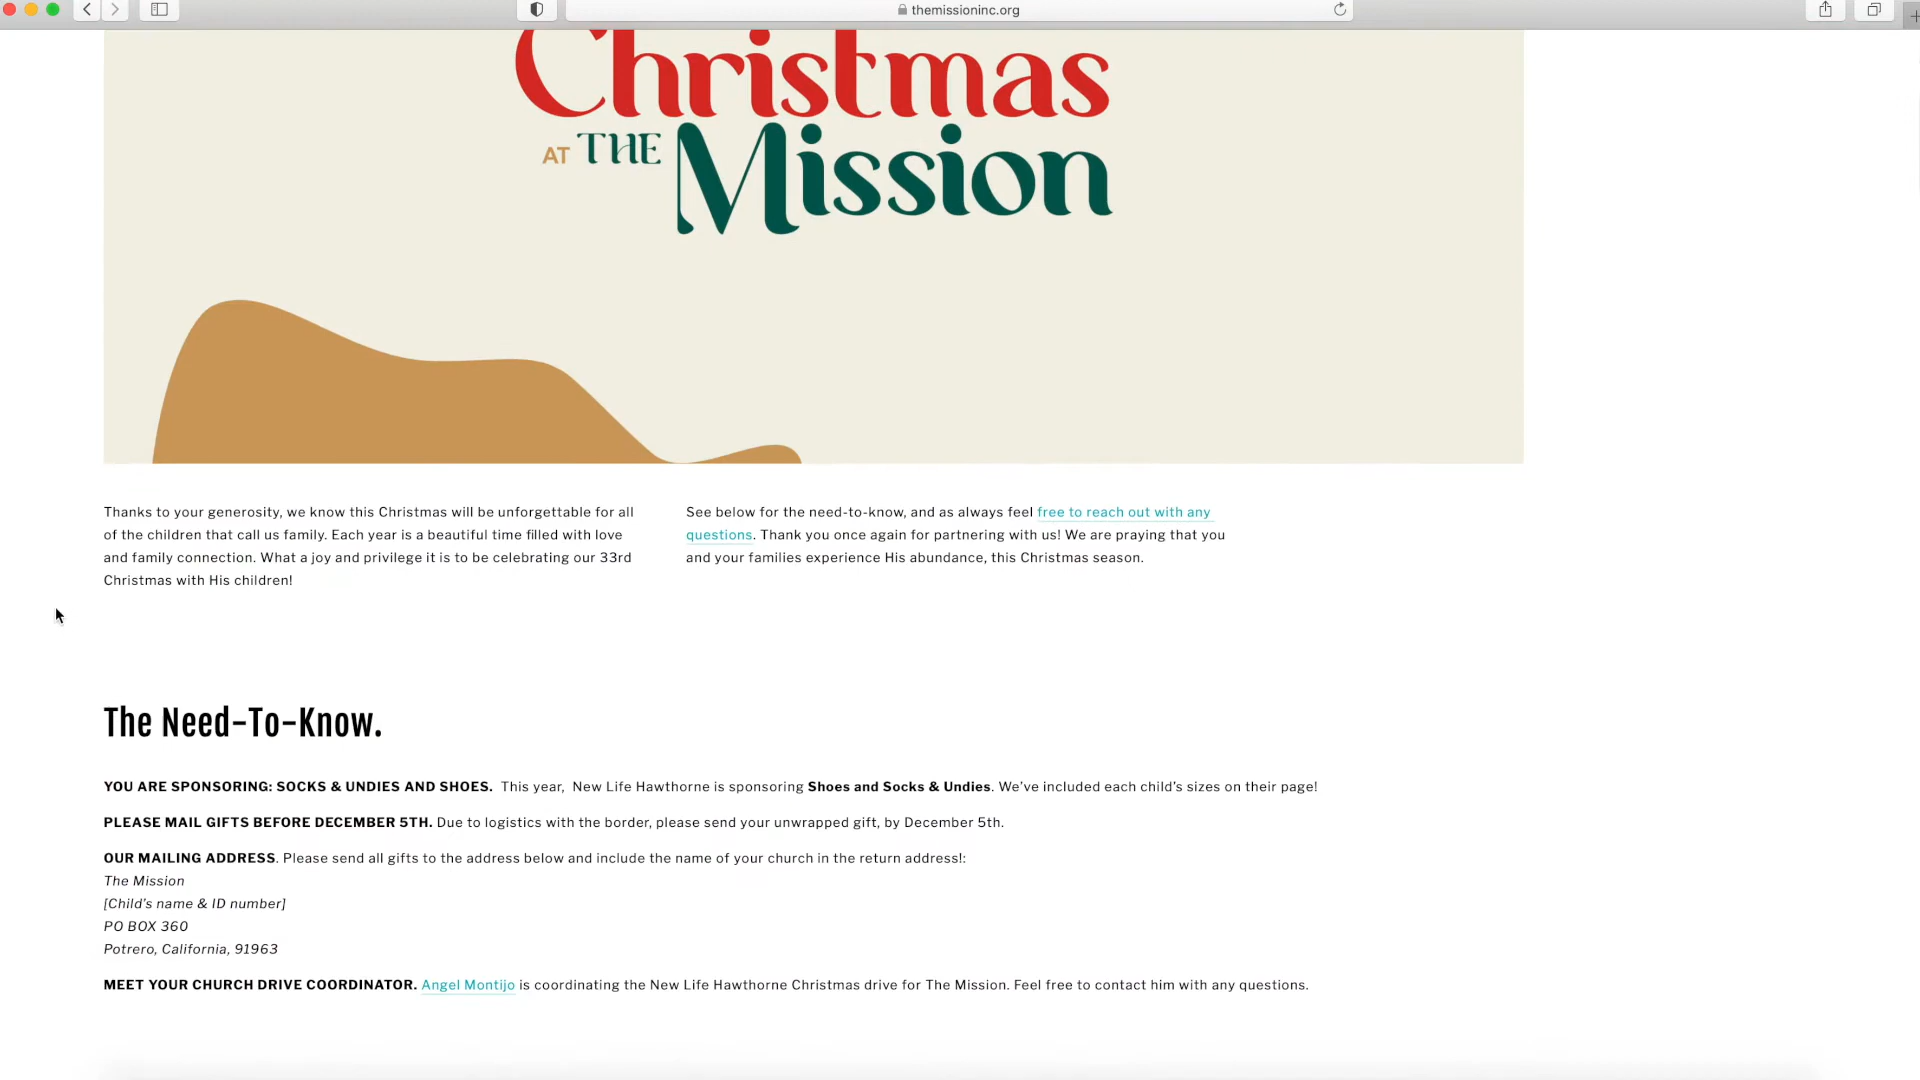 themissioninc.org
Christmas
AT THE Mission
Thanks to your generosity, we know this Christmas will be unforgettable for all
of the children that call us family. Each year is a beautiful time filled with love
and family connection. What a joy and privilege it is to be celebrating our 33rd
Christmas with His children!
See below for the need-to-know, and as always feel free to reach out with any
questions. Thank you once again for partnering with us! We are praying that you
and your families experience His abundance, this Christmas season.
The Need-To-Know.
YOU ARE SPONSORING: SOCKS & UNDIES AND SHOES. This year, New Life Hawthorne is sponsoring Shoes and Socks & Undies. We've included each child's sizes on their page!
PLEASE MAIL GIFTS BEFORE DECEMBER 5TH. Due to logistics with the border, please send your unwrapped gift, by December 5th.
OUR MAILING ADDRESS. Please send all gifts to the address below and include the name of your church in the return address!:
The Mission
[Child's name & ID number]
PO BOX 360
Potrero, California, 91963
MEET YOUR CHURCH DRIVE COORDINATOR. Angel Montijo is coordinating the New Life Hawthorne Christmas drive for The Mission. Feel free to contact him with any questions.